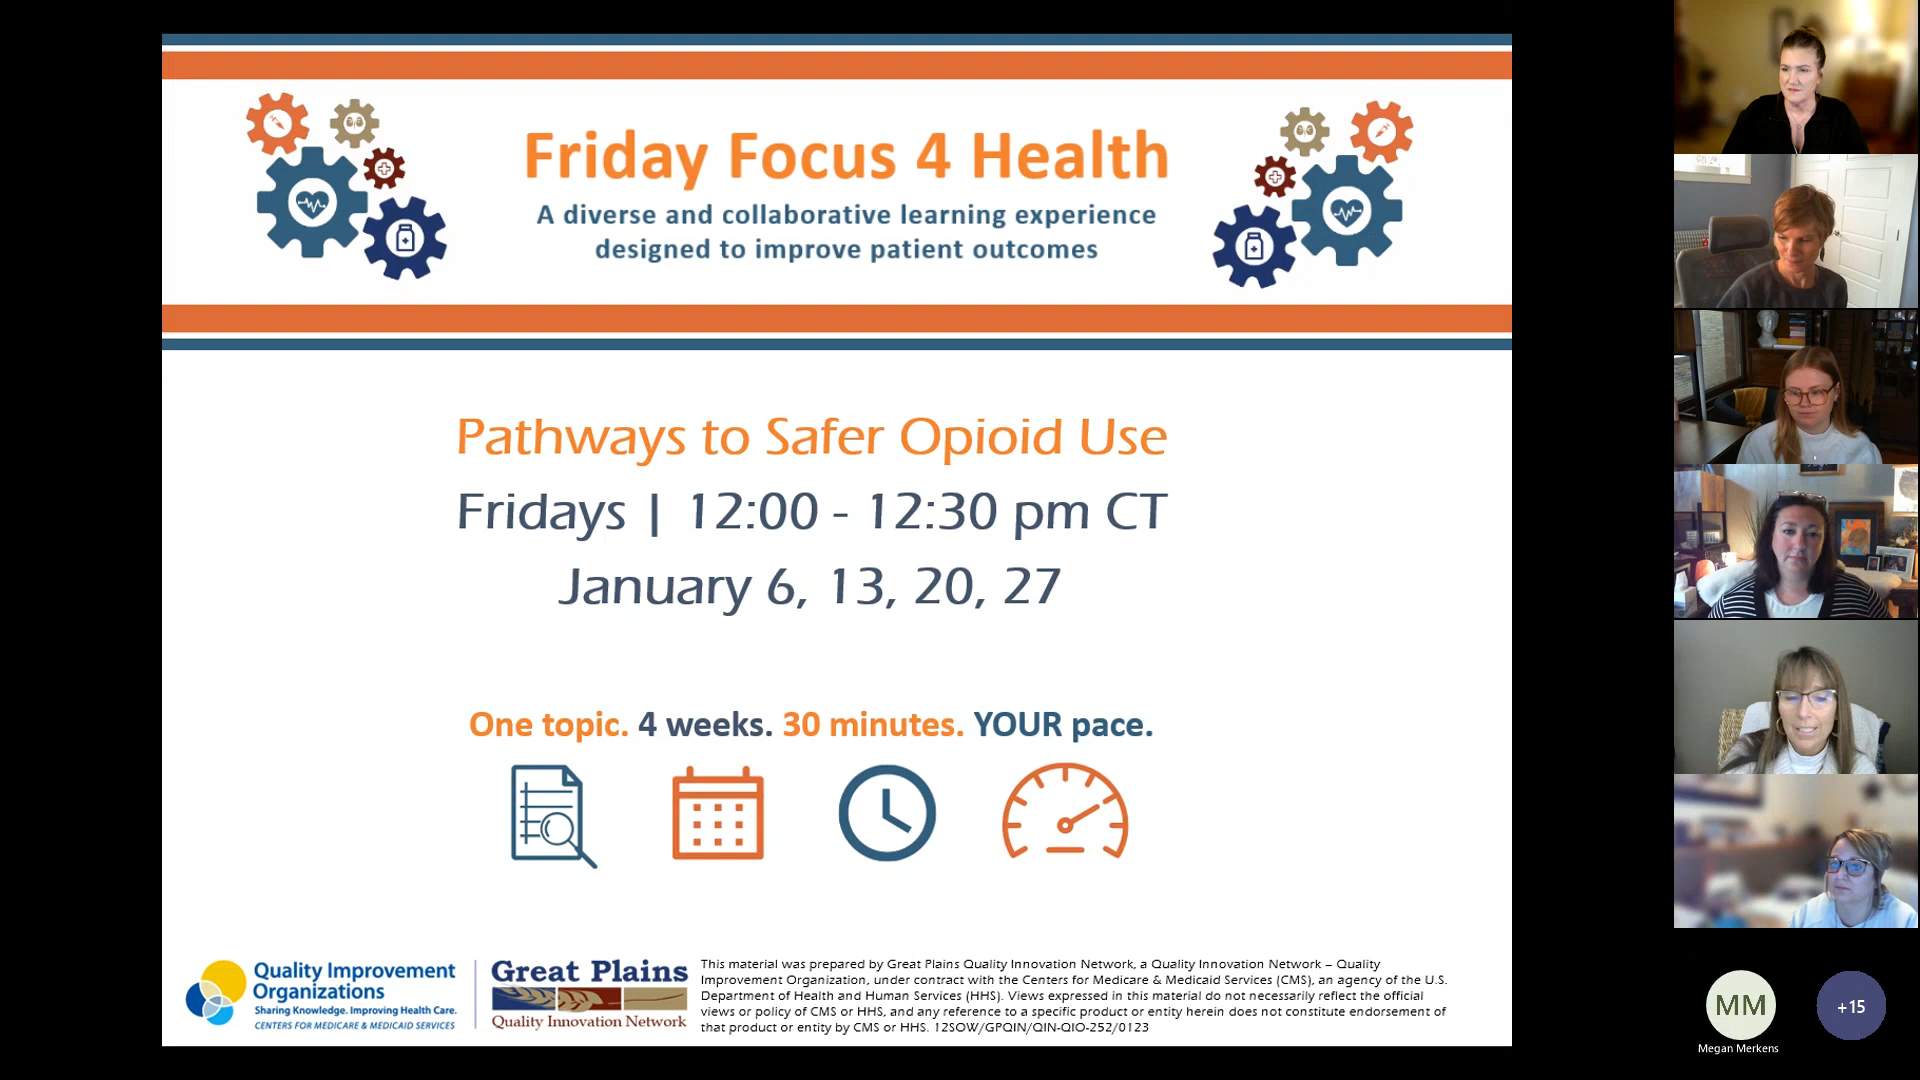 Friday Focus 4 Health
A diverse and collaborative learning experience
designed to improve patient outcomes
Pathways to Safer Opioid Use
Fridays | 12:00 - 12:30 pm CT
January 6, 13, 20, 27
One topic. 4 weeks. 30 minutes. YOUR pace.
Quality Improvement
Organizations
Sharing Knowledge. Improving Health Care.
CENTERS FOR MEDICARE & MEDICAID SERVICES
Great Plains
Quality Innovation Network
This material was prepared by Great Plains Quality Innovation Network, a Quality Innovation Network – Quality
Improvement Organization, under contract with the Centers for Medicare & Medicaid Services (CMS), an agency of the U.S.
Department of Health and Human Services (HHS). Views expressed in this material do not necessarily reflect the official
views or policy of CMS or HHS, and any reference to a specific product or entity herein does not constitute endorsement of
that product or entity by CMS or HHS. 12SOW/GPQIN/QIN-QIO-252/0123
MM
+15
Megan Merkens